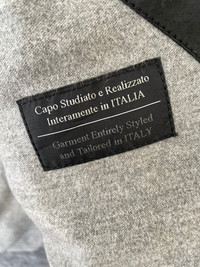 Capo Studiato e Realizzato
Interamente in ITALIA
Garment Entirely Styled
and Tailored in ITALY